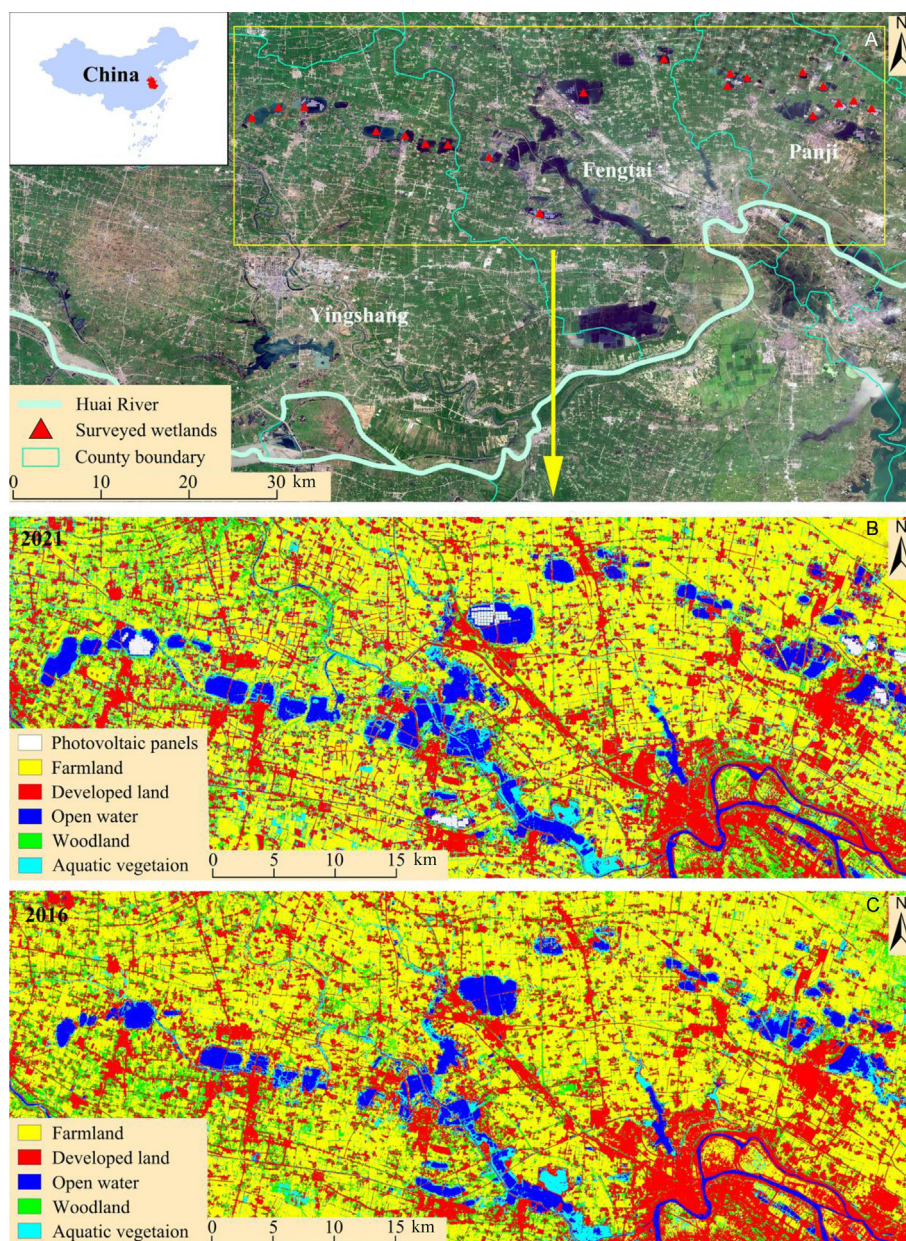 A
N
China
Panji
Fengtai
Yingshang
Huai River
Surveyed wetlands
County boundary
0 10 20 30 km
2021
B
N
Photovoltaic panels
Farmland
Developed land
Open water
Woodland
Aquatic vegetaion
0 5 10 15 km
2016
C
N
Farmland
Developed land
Open water
Woodland
Aquatic vegetaion
0 5 10 15 km